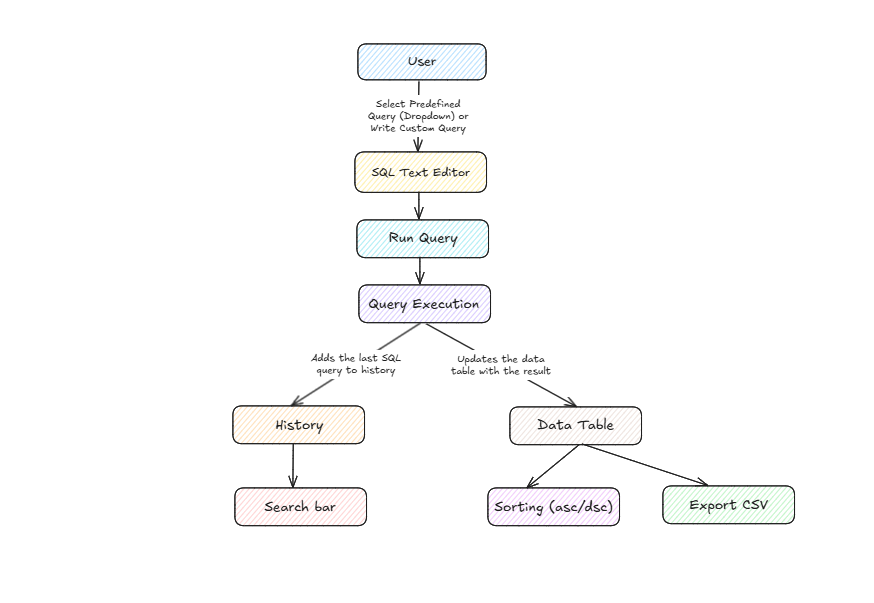 User
Select Predefined
Query (Dropdown) or
Write Custom Query
SQL Text Editor
Run Query
Query Execution
Adds the last SQL
query to history
Updates the data
table with the result
History
Data Table
Search bar
Sorting (asc/dsc)
Export CSV